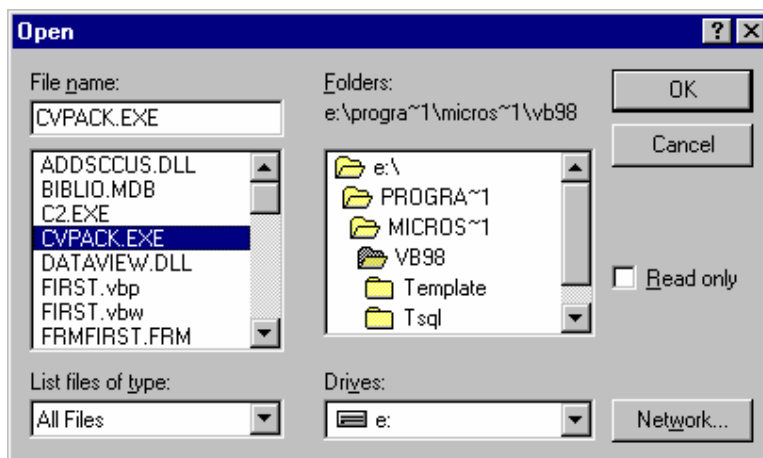 Open
File name:
CVPACK.EXE
ADDSCCUS.DLL
BIBLIO.MDB
C2.EXE
CVPACK.EXE
DATAVIEW.DLL
FIRST.vbp
FIRST.vbw
FRMFIRST.FRM
List files of type:
All Files
Folders:
e:\progra~1\micros~1\vb98
e:\
PROGRA~1
MICROS~1
VB98
Template
Tsql
Drives:
e:
OK
Cancel
Read only
Network...